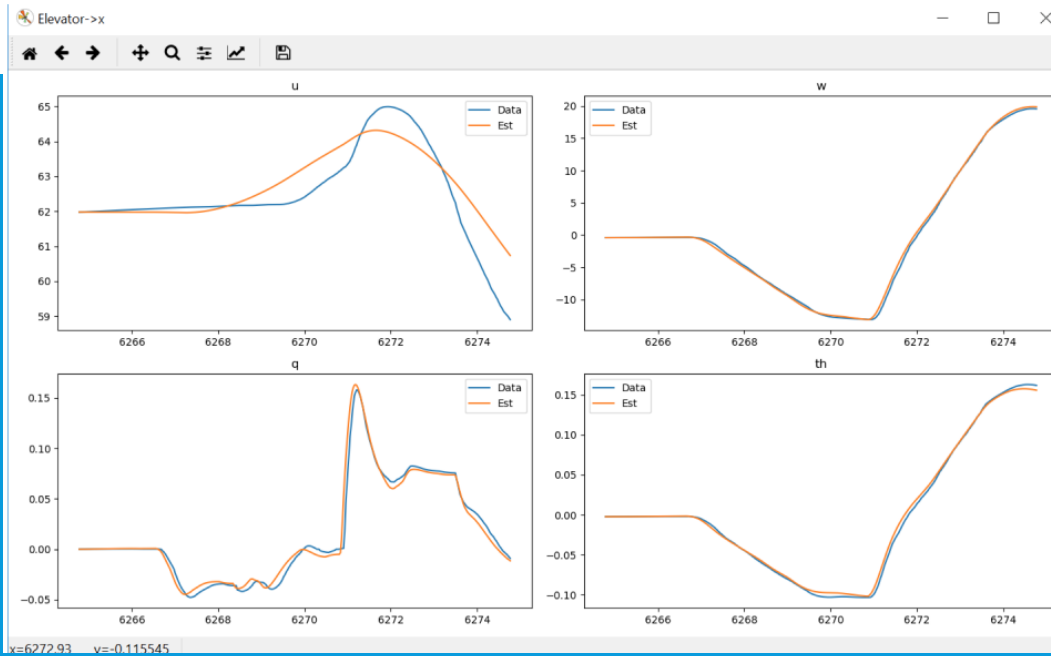 Elevator->x
u
65
64
63
62
61
60
59
6266 6268 6270 6272 6274
Data
Est
w
20
15
10
5
0
−5
−10
6266 6268 6270 6272 6274
Data
Est
q
0.15
0.10
0.05
0.00
−0.05
6266 6268 6270 6272 6274
Data
Est
th
0.15
0.10
0.05
0.00
−0.05
−0.10
6266 6268 6270 6272 6274
Data
Est
x=6272.93 y=-0.115545